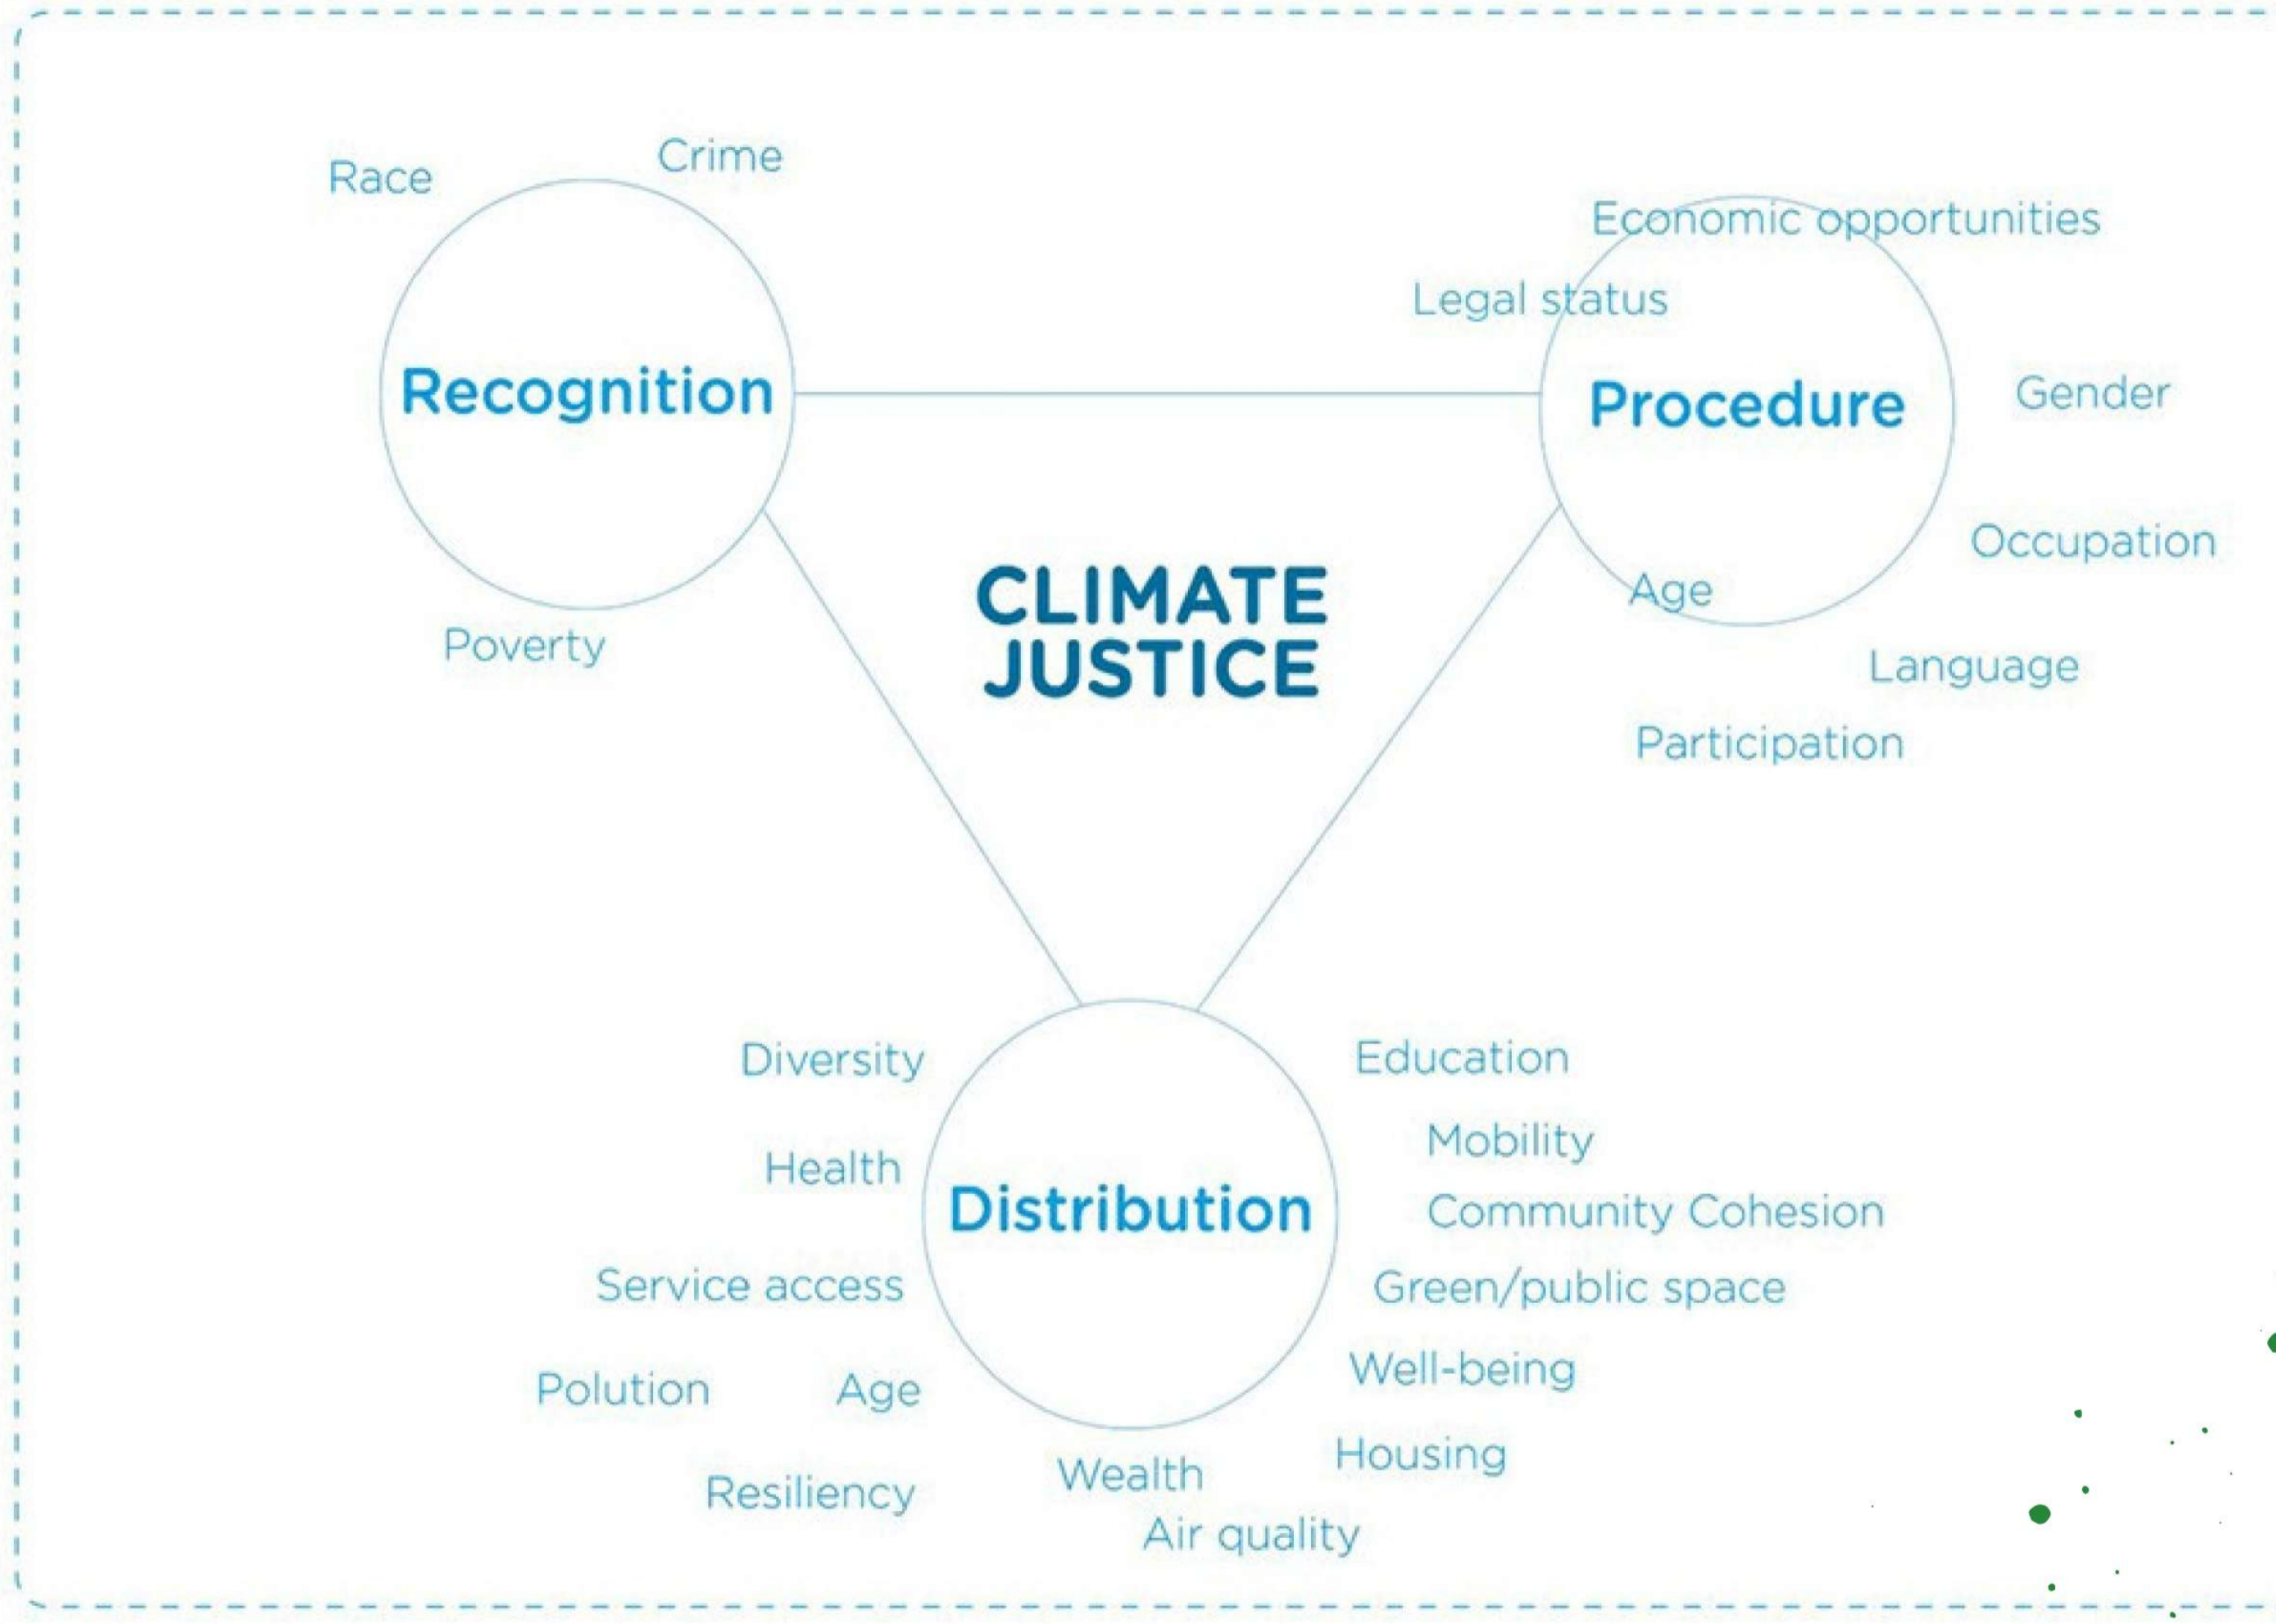 Race
Crime
Recognition
Poverty
Economic opportunities
Legal status
Procedure
Gender
Occupation
Age
Language
Participation
CLIMATE
JUSTICE
Diversity
Health
Service access
Polution
Age
Resiliency
Distribution
Education
Mobility
Community Cohesion
Green/public space
Well-being
Housing
Wealth
Air quality